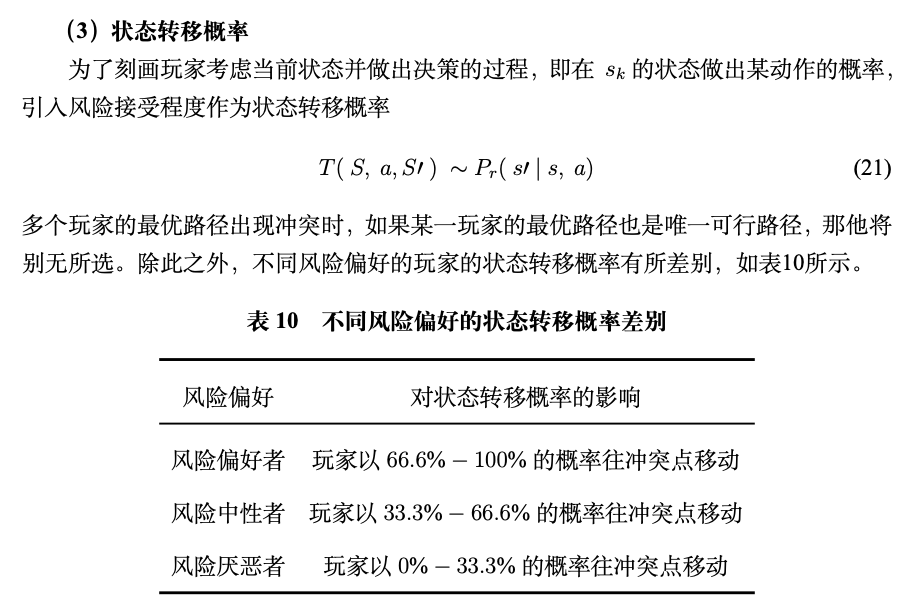 （3）状态转移概率
为了刻画玩家考虑当前状态并做出决策的过程，即在 s_k 的状态做出某动作的概率，
引入风险接受程度作为状态转移概率
T( S, a, S′ ) ∼ P_r( s′ | s, a) (21)
多个玩家的最优路径出现冲突时，如果某一玩家的最优路径也是唯一可行路径，那他将
别无所选。除此之外，不同风险偏好的玩家的状态转移概率有所差别，如表10所示。
表 10 不同风险偏好的状态转移概率差别
风险偏好 对状态转移概率的影响
风险偏好者 玩家以 66.6% − 100% 的概率往冲突点移动
风险中性者 玩家以 33.3% − 66.6% 的概率往冲突点移动
风险厌恶者 玩家以 0% − 33.3% 的概率往冲突点移动